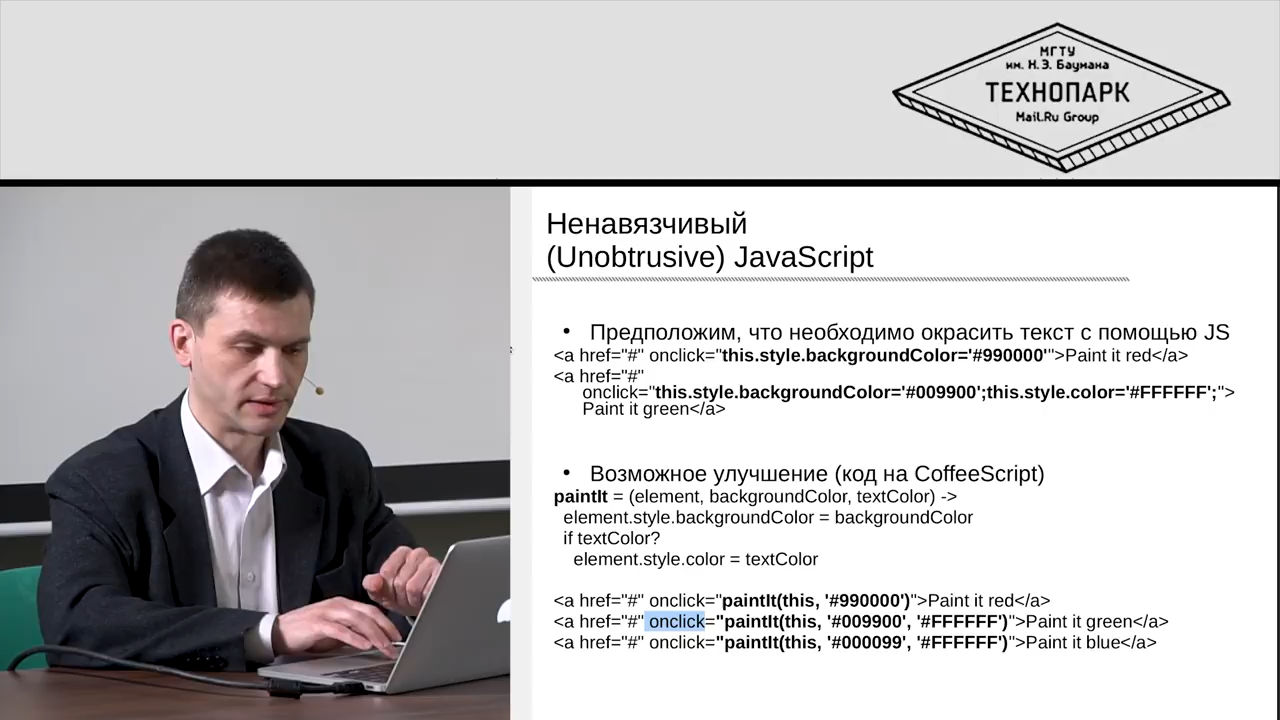 МГТУ
им. Н.Э. Баумана
ТЕХНОПАРК
Mail.Ru Group
Ненавязчивый
(Unobtrusive) JavaScript
• Предположим, что необходимо окрасить текст с помощью JS
<a href="#" onclick="this.style.backgroundColor='#990000'">Paint it red</a>
<a href="#"
onclick="this.style.backgroundColor='#009900';this.style.color='#FFFFFF';">
Paint it green</a>
• Возможное улучшение (код на CoffeeScript)
paintIt = (element, backgroundColor, textColor) ->
element.style.backgroundColor = backgroundColor
if textColor?
element.style.color = textColor
<a href="#" onclick="paintIt(this, '#990000')">Paint it red</a>
<a href="#" onclick="paintIt(this, '#009900', '#FFFFFF')">Paint it green</a>
<a href="#" onclick="paintIt(this, '#000099', '#FFFFFF')">Paint it blue</a>